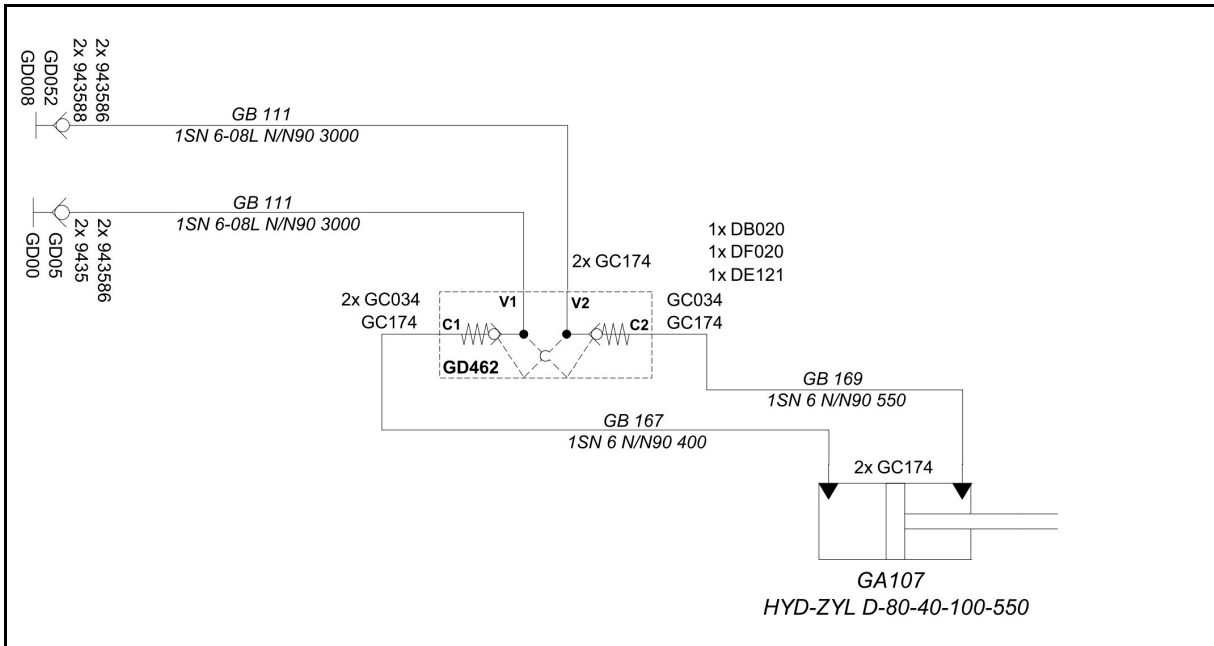 2x 943586
2x 943588
GD052
GD008
GB 111
1SN 6-08L N/N90 3000
2x 943586
2x 9435
GD05
GD00
GB 111
1SN 6-08L N/N90 3000
1x DB020
1x DF020
1x DE121
2x GC174
2x GC034
GC174
V1
V2
GC034
GC174
C1
C2
GD462
GB 169
1SN 6 N/N90 550
GB 167
1SN 6 N/N90 400
2x GC174
GA107
HYD-ZYL D-80-40-100-550